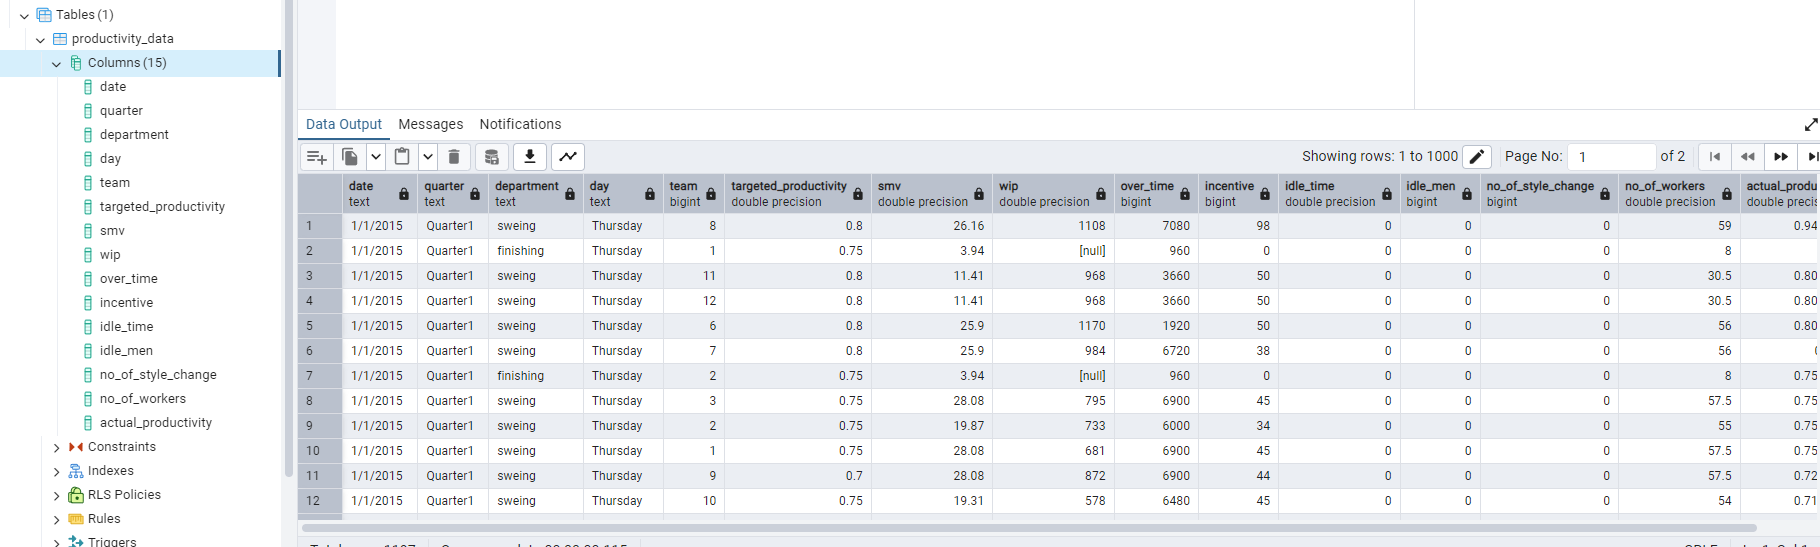 Tables (1)
productivity_data
Columns (15)
date
quarter
department
day
team
targeted_productivity
smv
wip
over_time
incentive
idle_time
idle_men
no_of_style_change
no_of_workers
actual_productivity
Constraints
Indexes
RLS Policies
Rules
Triggers
Data Output Messages Notifications
Showing rows: 1 to 1000 Page No: 1 of 2
date quarter department day team targeted_productivity smv wip over_time incentive idle_time idle_men no_of_style_change no_of_workers actual_produ
text text text text bigint double precision double precision double precision bigint bigint double precision bigint bigint double precision double precis
1 1/1/2015 Quarter1 sweing Thursday 8 0.8 26.16 1108 7080 98 0 0 0 59 0.94
2 1/1/2015 Quarter1 finishing Thursday 1 0.75 3.94 [null] 960 0 0 0 0 8
3 1/1/2015 Quarter1 sweing Thursday 11 0.8 11.41 968 3660 50 0 0 0 30.5 0.80
4 1/1/2015 Quarter1 sweing Thursday 12 0.8 11.41 968 3660 50 0 0 0 30.5 0.80
5 1/1/2015 Quarter1 sweing Thursday 6 0.8 25.9 1170 1920 50 0 0 0 56 0.80
6 1/1/2015 Quarter1 sweing Thursday 7 0.8 25.9 984 6720 38 0 0 0 56
7 1/1/2015 Quarter1 finishing Thursday 2 0.75 3.94 [null] 960 0 0 0 0 8 0.75
8 1/1/2015 Quarter1 sweing Thursday 3 0.75 28.08 795 6900 45 0 0 0 57.5 0.75
9 1/1/2015 Quarter1 sweing Thursday 2 0.75 19.87 733 6000 34 0 0 0 55 0.75
10 1/1/2015 Quarter1 sweing Thursday 1 0.75 28.08 681 6900 45 0 0 0 57.5 0.75
11 1/1/2015 Quarter1 sweing Thursday 9 0.7 28.08 872 6900 44 0 0 0 57.5 0.72
12 1/1/2015 Quarter1 sweing Thursday 10 0.75 19.31 578 6480 45 0 0 0 54 0.71